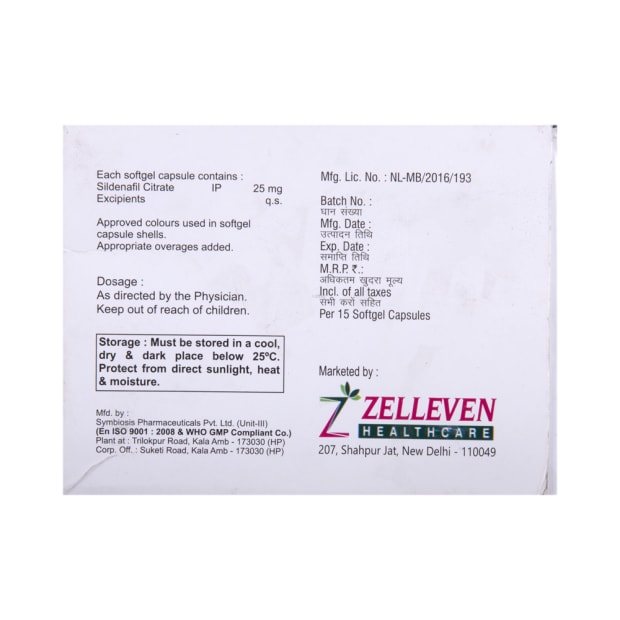 Each softgel capsule contains :
Sildenafil Citrate IP 25 mg
Excipients q.s.
Approved colours used in softgel
capsule shells.
Appropriate overages added.
Dosage :
As directed by the Physician.
Keep out of reach of children.
Storage : Must be stored in a cool,
dry & dark place below 25ºC.
Protect from direct sunlight, heat
& moisture.
Mfd. by :
Symbiosis Pharmaceuticals Pvt. Ltd. (Unit-III)
(En ISO 9001 : 2008 & WHO GMP Compliant Co.)
Plant at : Trilokpur Road, Kala Amb - 173030 (HP)
Corp. Off. : Suketi Road, Kala Amb - 173030 (HP)
Mfg. Lic. No. : NL-MB/2016/193
Batch No. :
घान संख्या
Mfg. Date :
उत्पादन तिथि
Exp. Date :
समाप्ति तिथि
M.R.P. ₹.:
अधिकतम खुदरा मूल्य
Incl. of all taxes
सभी करों सहित
Per 15 Softgel Capsules
Marketed by :
ZELLEVEN
HEALTHCARE
207, Shahpur Jat, New Delhi - 110049